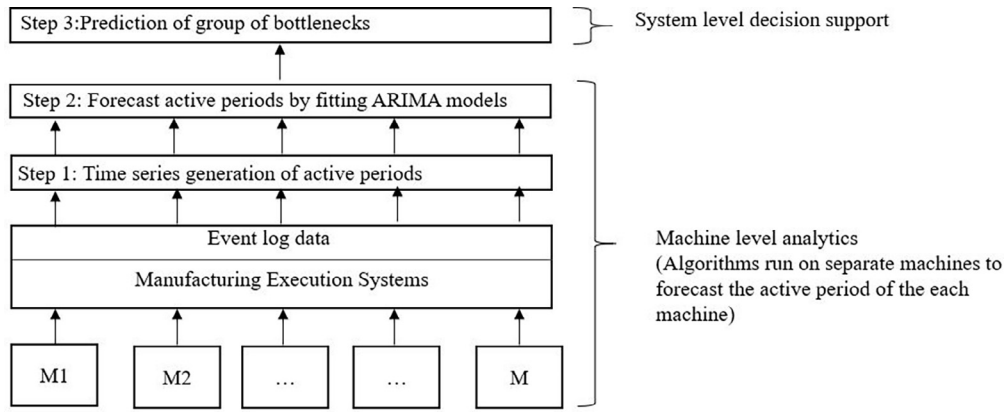 Step 3:Prediction of group of bottlenecks
System level decision support
Step 2: Forecast active periods by fitting ARIMA models
Step 1: Time series generation of active periods
Event log data
Manufacturing Execution Systems
Machine level analytics
(Algorithms run on separate machines to
forecast the active period of the each
machine)
M1
M2
…
…
M